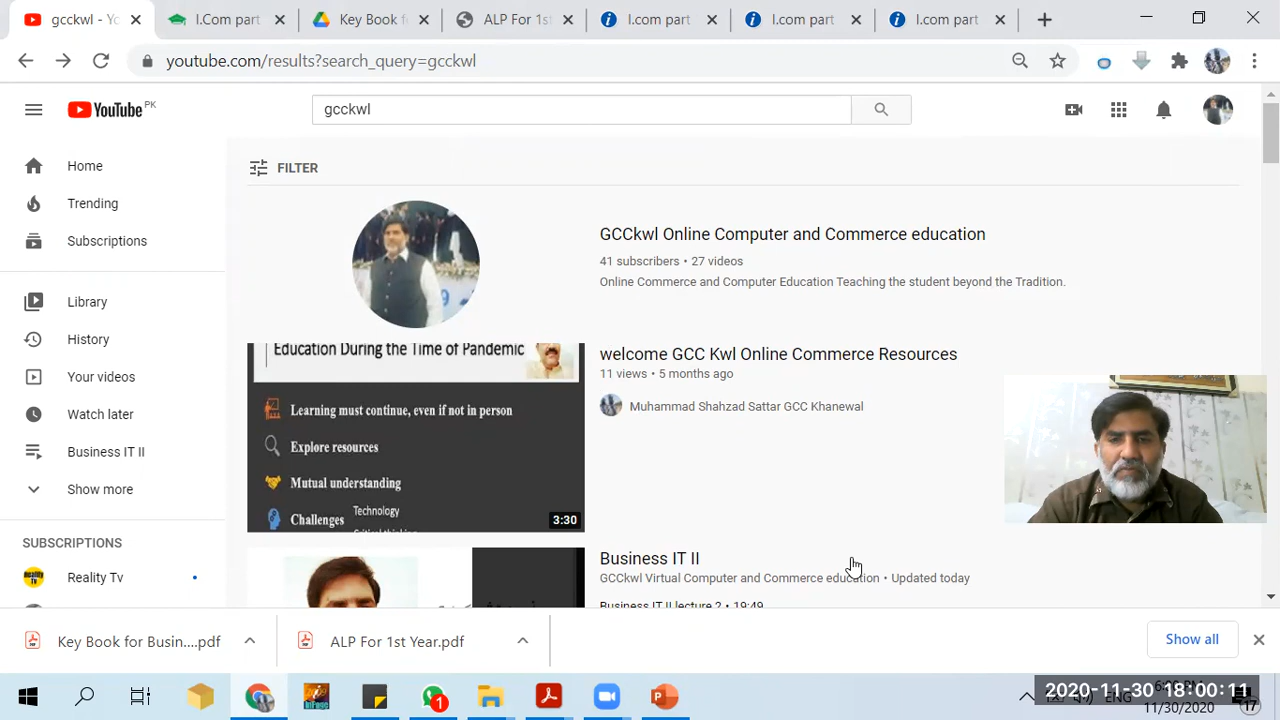 gcckwl - Yo
I.Com part
Key Book f
ALP For 1st
I.com part
I.com part
I.com part
youtube.com/results?search_query=gcckwl
YouTube PK
gcckwl
Home
Trending
Subscriptions
Library
History
Your videos
Watch later
Business IT II
Show more
SUBSCRIPTIONS
Reality Tv
FILTER
GCCkwl Online Computer and Commerce education
41 subscribers • 27 videos
Online Commerce and Computer Education Teaching the student beyond the Tradition.
Education During the Time of Pandemic
Learning must continue, even if not in person
Explore resources
Mutual understanding
Challenges
Technology
3:30
welcome GCC Kwl Online Commerce Resources
11 views • 5 months ago
Muhammad Shahzad Sattar GCC Khanewal
Business IT II
GCCkwl Virtual Computer and Commerce education • Updated today
Business IT II lecture 2 • 19:49
Key Book for Busin....pdf
ALP For 1st Year.pdf
Show all
1
2020-11-30 18:00:11
ENG
11/30/2020
17